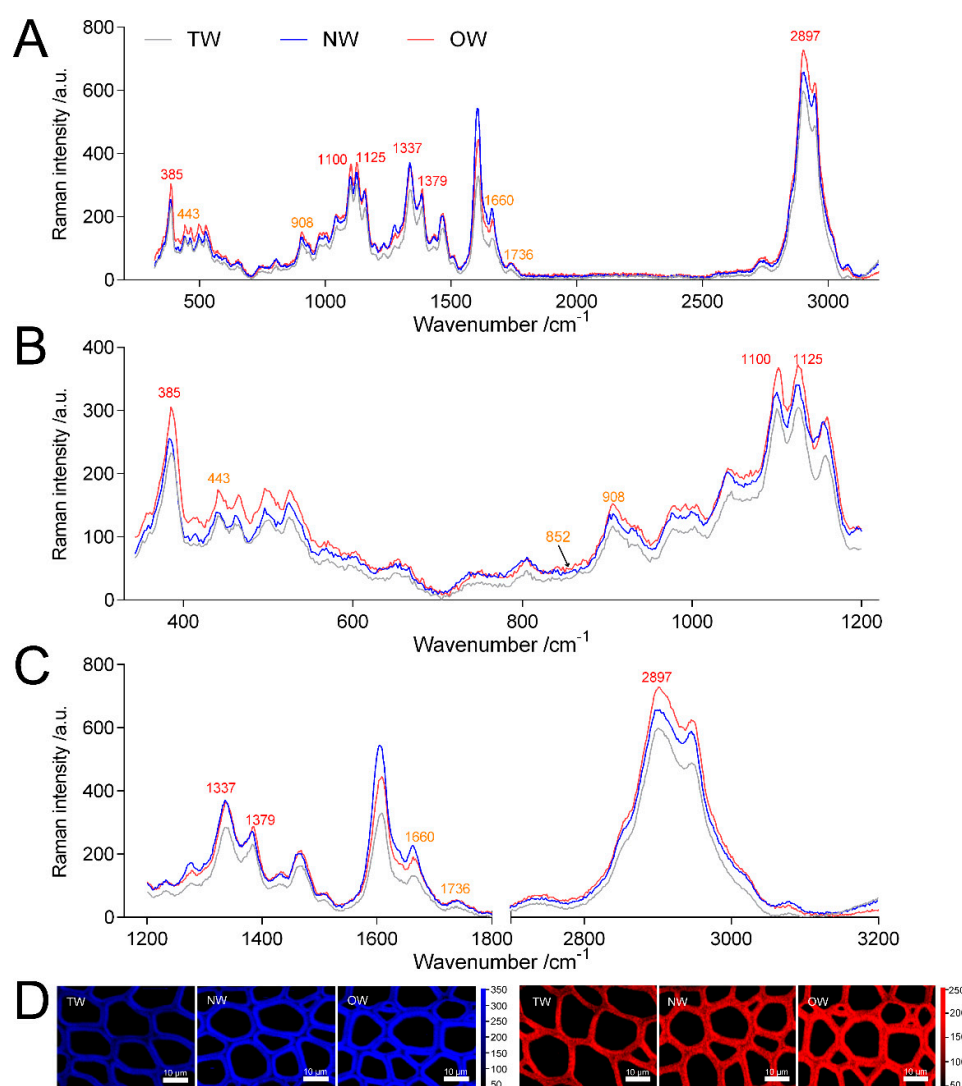 A
TW NW OW
800
600
400
200
0
Raman intensity /a.u.
385
443
908
1100
1125
1337
1379
1660
1736
2897
500 1000 1500 2000 2500 3000
Wavenumber /cm-1
B
400
300
200
100
0
Raman intensity /a.u.
385
443
852
908
1100
1125
400 600 800 1000 1200
Wavenumber /cm-1
C
800
600
400
200
0
Raman intensity /a.u.
1337
1379
1660
1736
2897
1200 1400 1600 1800 2800 3000 3200
Wavenumber /cm-1
D
TW NW OW
10 µm 10 µm 10 µm
350
300
250
200
150
100
50
TW NW OW
10 µm 10 µm 10 µm
250
200
150
100
50